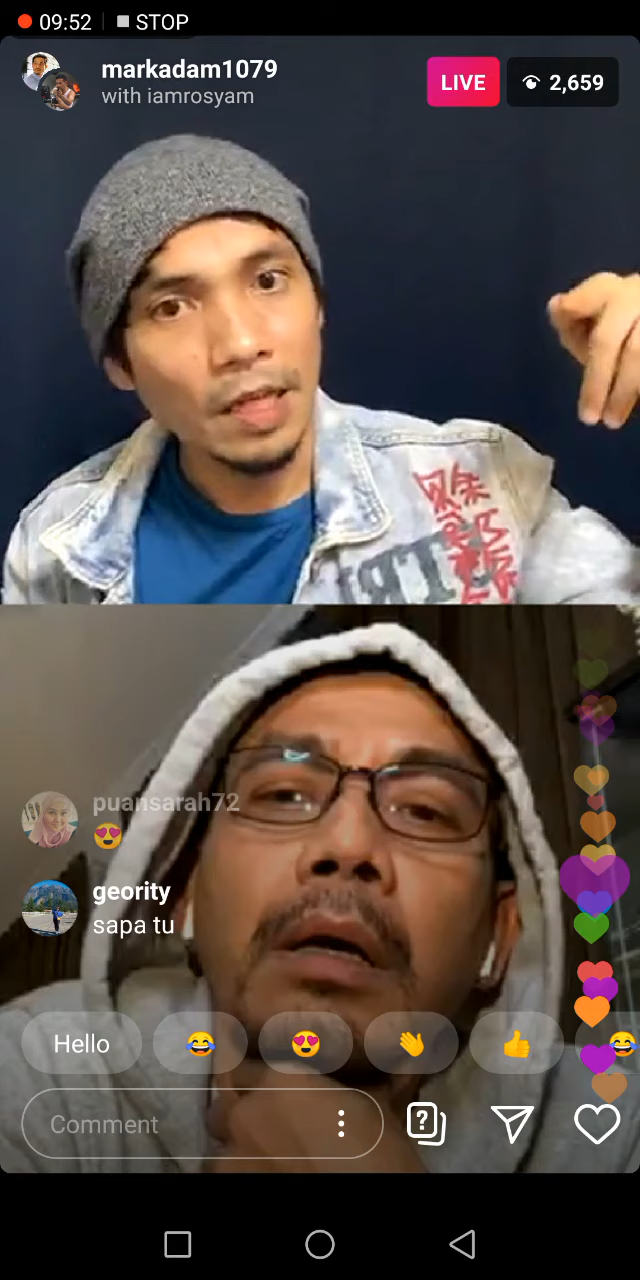 09:52
STOP
markadam1079
with iamrosyam
LIVE
2,659
puansarah72
😍
geority
sapa tu
Hello
😂
😍
👋
👍
😂
Comment